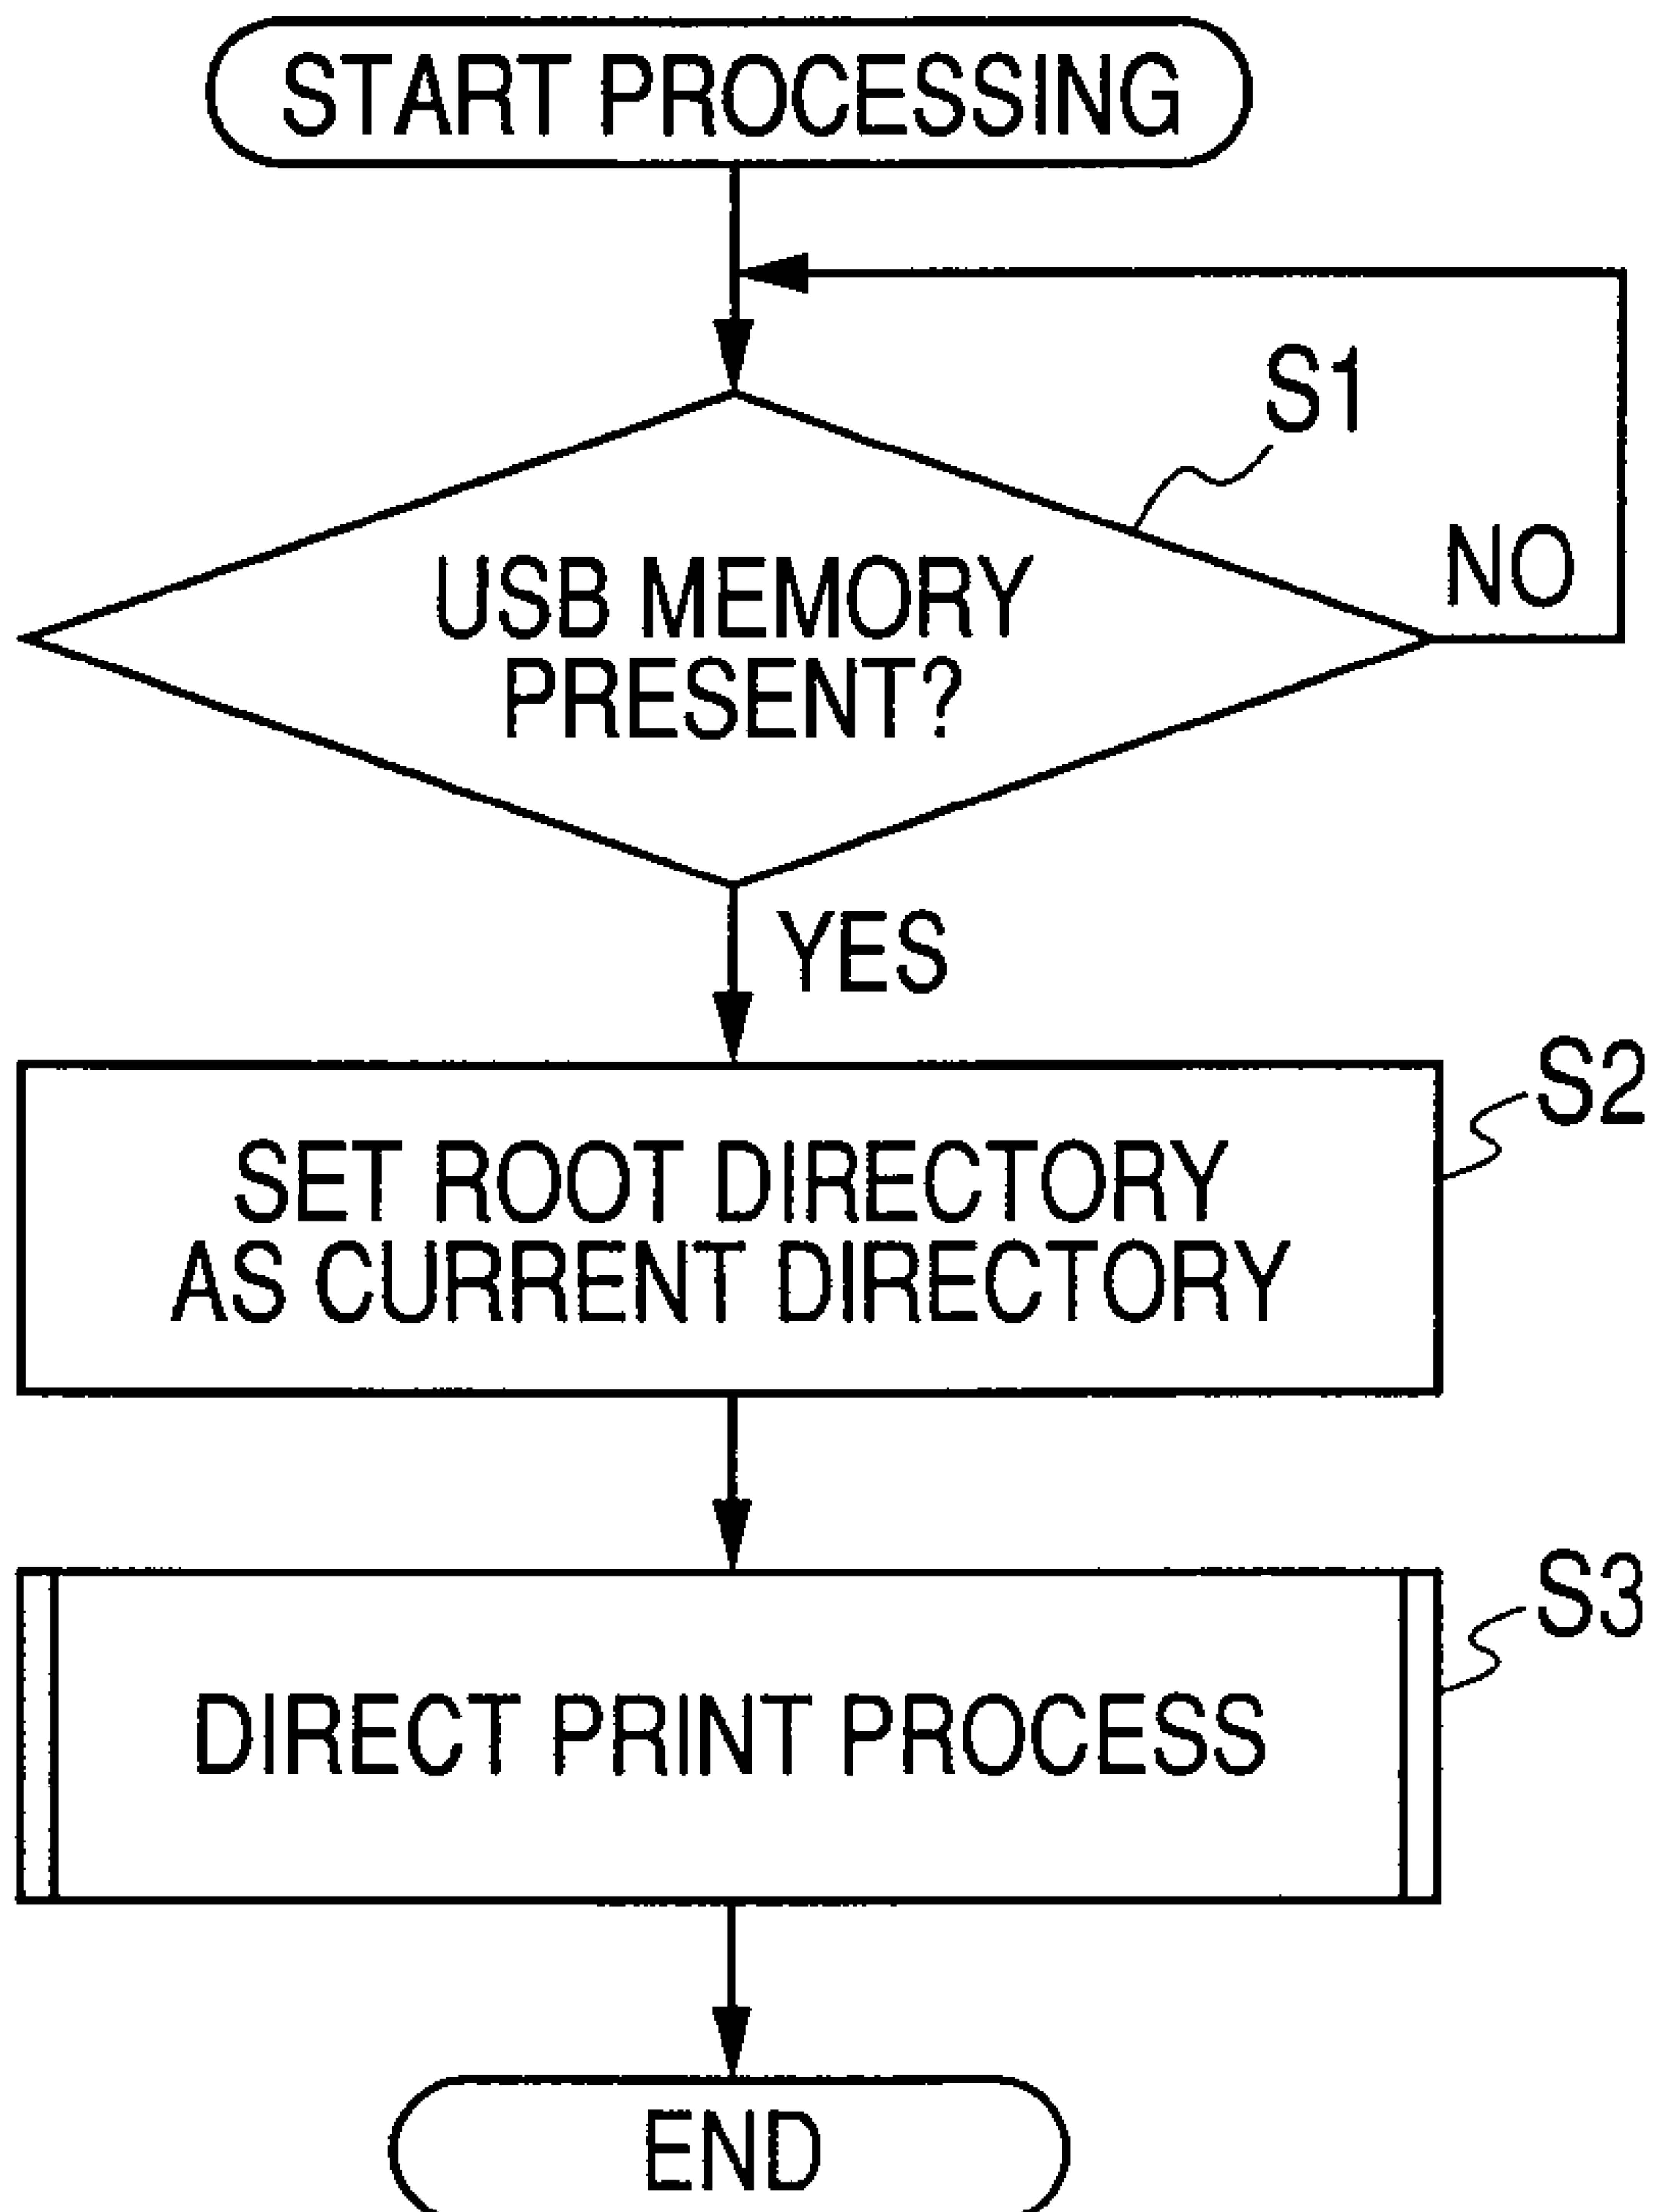 START PROCESSING
S1
NO
USB MEMORY
PRESENT?
YES
S2
SET ROOT DIRECTORY
AS CURRENT DIRECTORY
S3
DIRECT PRINT PROCESS
END